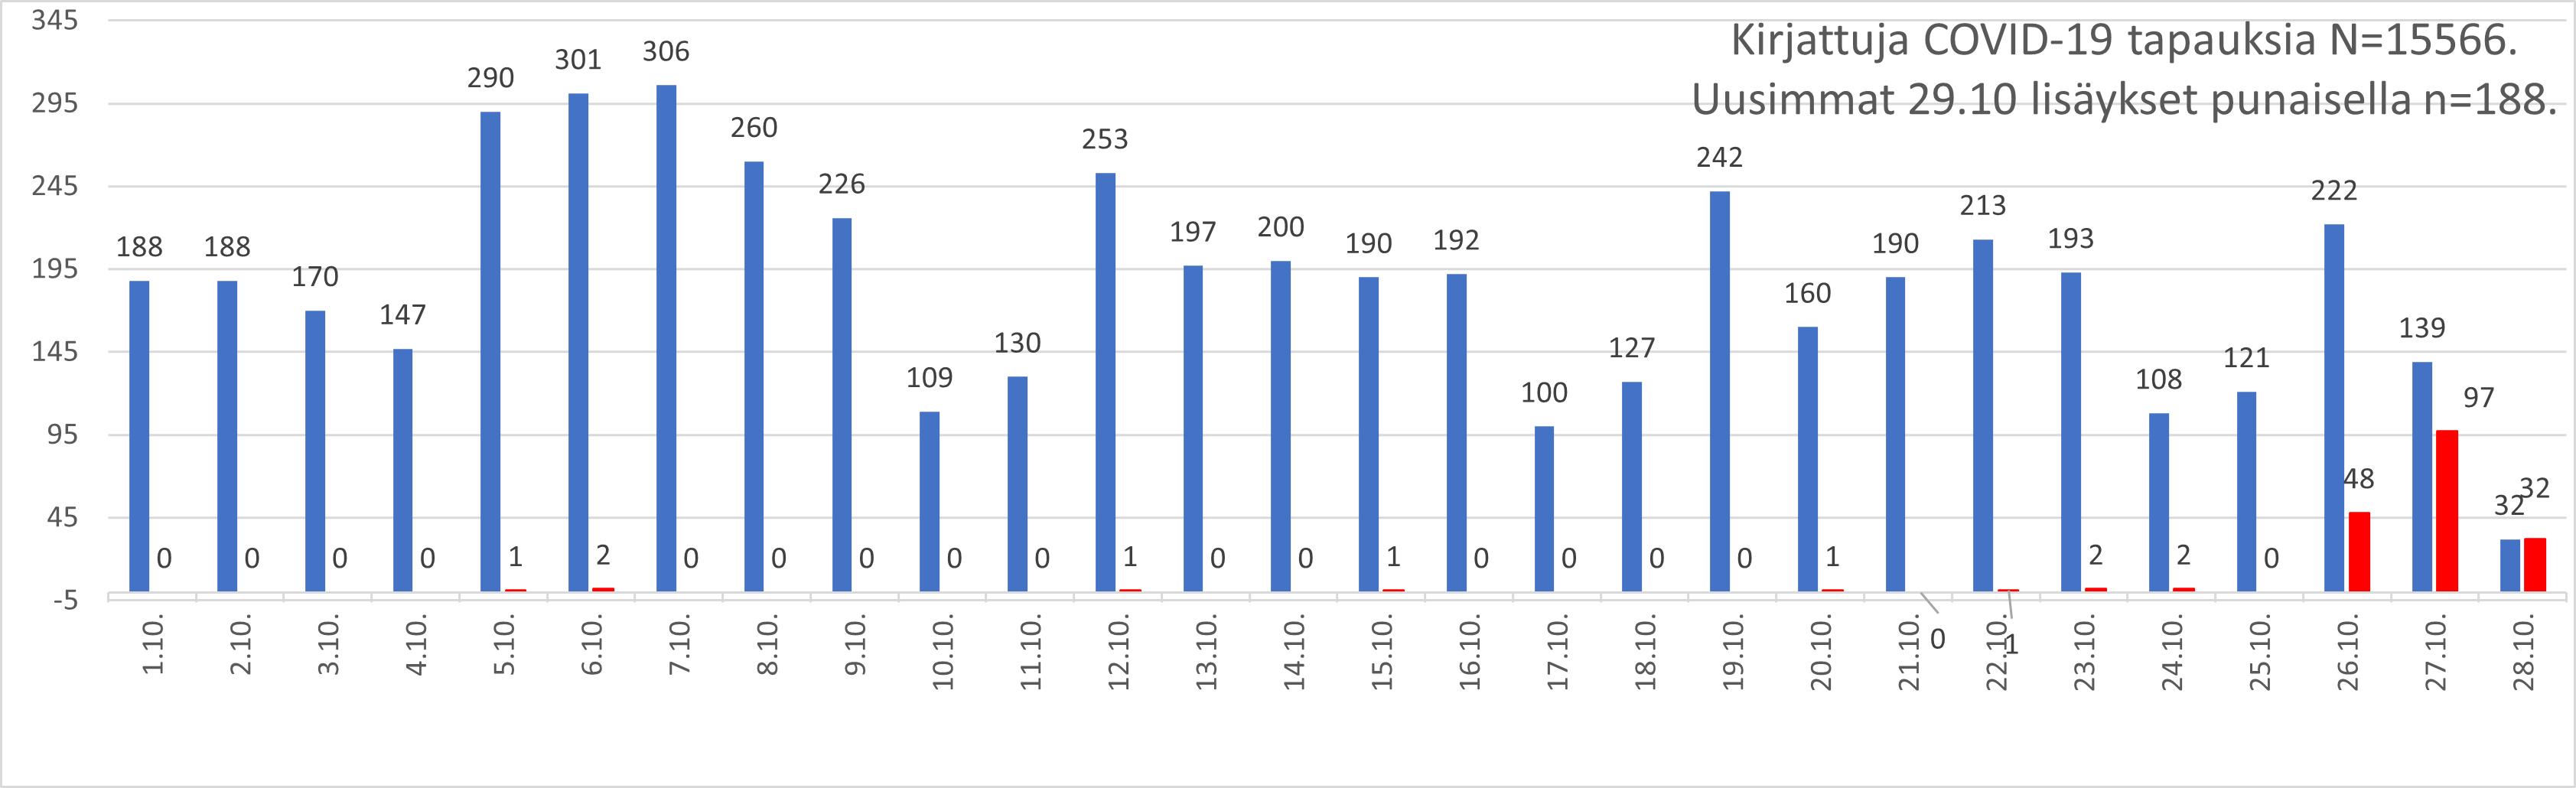 Kirjattuja COVID-19 tapauksia N=15566.
Uusimmat 29.10 lisäykset punaisella n=188.
345
295
245
195
145
95
45
-5
188 188 170 147 290 301 306 260 226 109 130 253 197 200 190 192 100 127 242 160 190 213 193 108 121 222 139 32
0 0 0 0 1 2 0 0 0 0 0 1 0 0 1 0 0 0 0 1 0 1 2 2 0 48 97 32
1.10. 2.10. 3.10. 4.10. 5.10. 6.10. 7.10. 8.10. 9.10. 10.10. 11.10. 12.10. 13.10. 14.10. 15.10. 16.10. 17.10. 18.10. 19.10. 20.10. 21.10. 22.10. 23.10. 24.10. 25.10. 26.10. 27.10. 28.10.